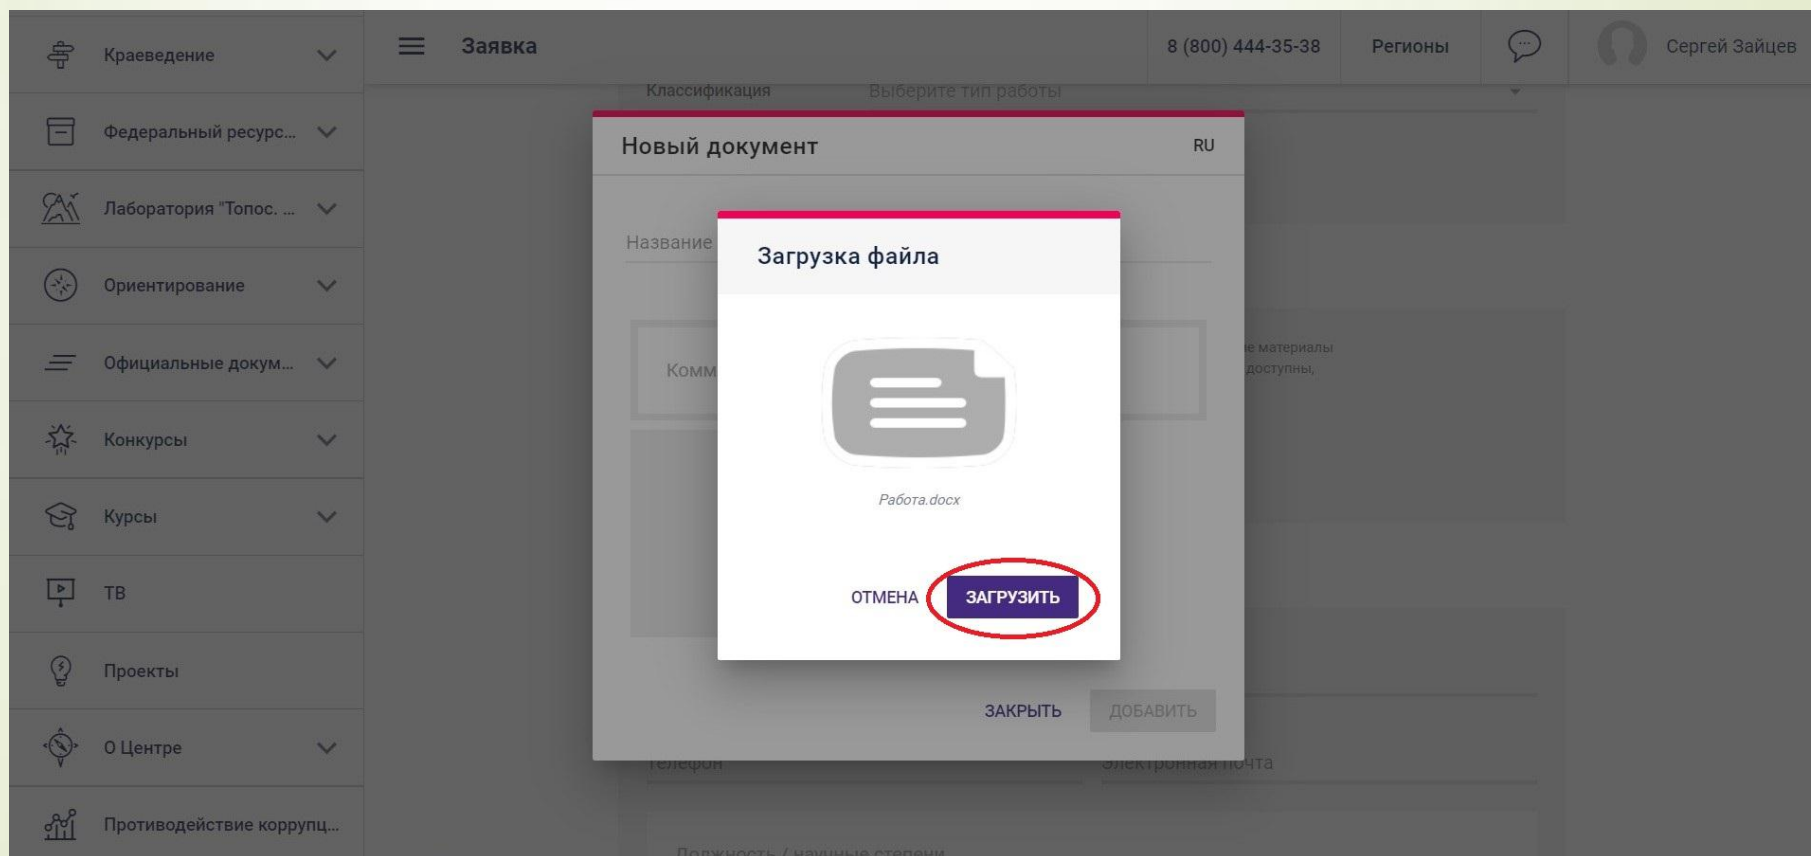 Краеведение
Федеральный ресурс...
Лаборатория "Топос. ...
Ориентирование
Официальные докум...
Конкурсы
Курсы
ТВ
Проекты
О Центре
Противодействие коррупц...
Заявка
8 (800) 444-35-38
Регионы
Сергей Зайцев
Классификация
Выберите тип работы
Новый документ
RU
Название
Комм
материалы
доступны,
Загрузка файла
Работа.docx
ОТМЕНА
ЗАГРУЗИТЬ
ЗАКРЫТЬ
ДОБАВИТЬ
Телефон
Электронная почта
Должность / научные степени